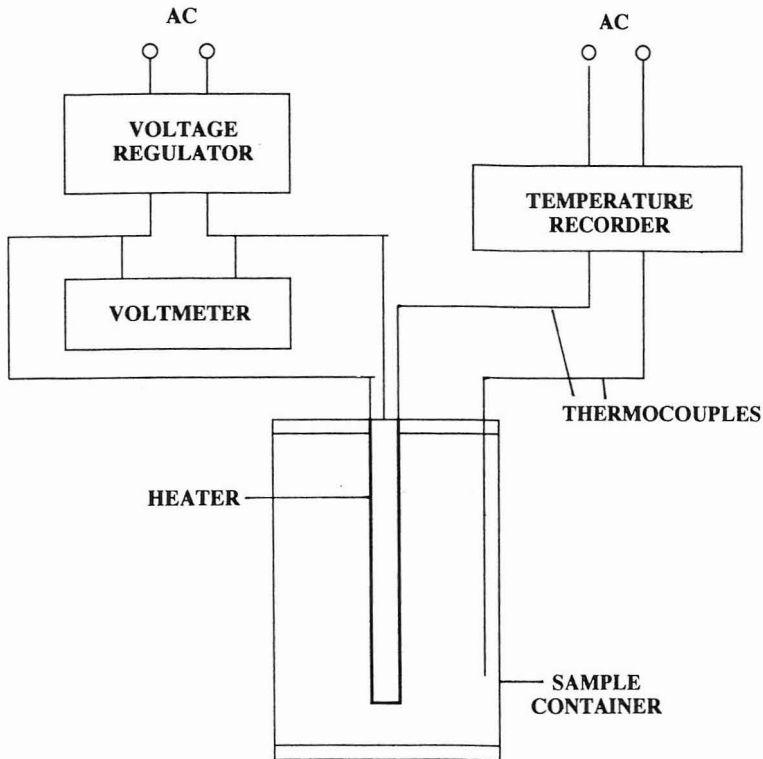 AC
AC
VOLTAGE
REGULATOR
TEMPERATURE
RECORDER
VOLTMETER
THERMOCOUPLES
HEATER
SAMPLE
CONTAINER